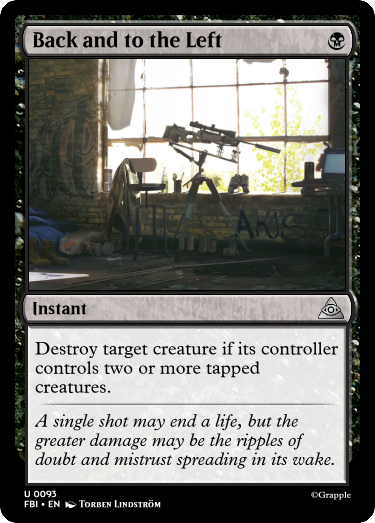 Back and to the Left
Instant
Destroy target creature if its controller
controls two or more tapped
creatures.
A single shot may end a life, but the
greater damage may be the ripples of
doubt and mistrust spreading in its wake.
U 0093
FBI • EN Torben Lindström
©Grapple